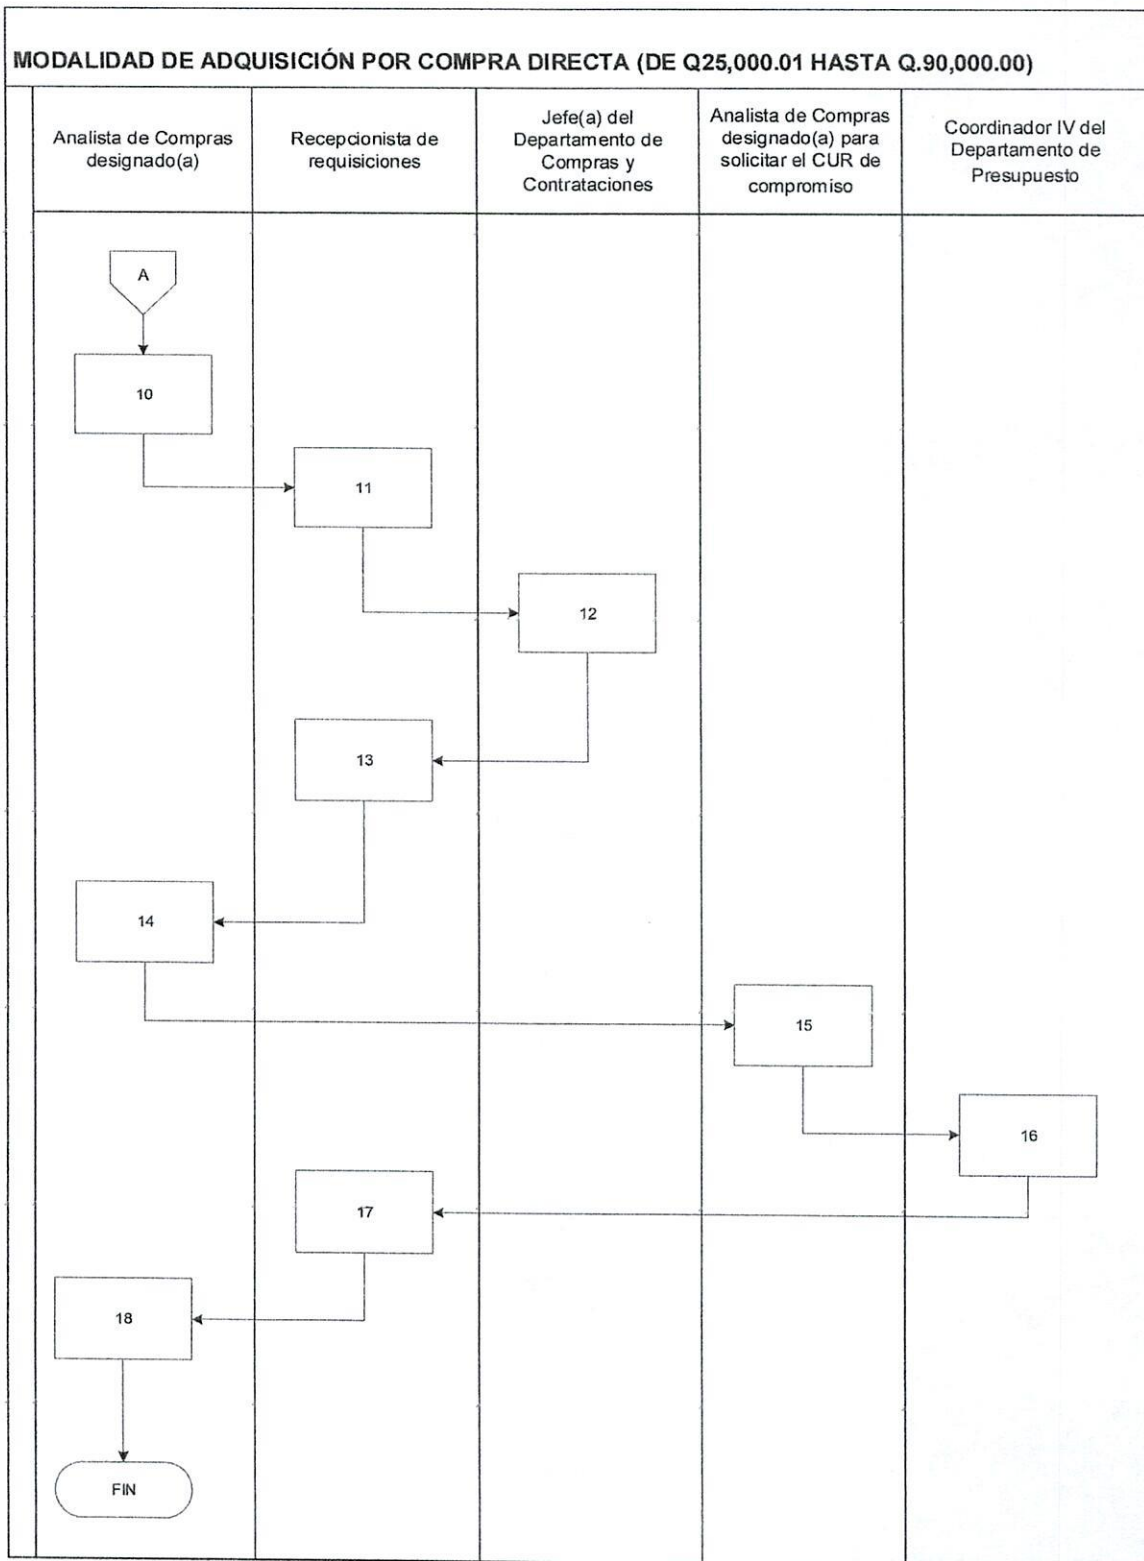 MODALIDAD DE ADQUISICIÓN POR COMPRA DIRECTA (DE Q25,000.01 HASTA Q.90,000.00)
Analista de Compras
designado(a)
Recepcionista de
requisiciones
Jefe(a) del
Departamento de
Compras y
Contrataciones
Analista de Compras
designado(a) para
solicitar el CUR de
compromiso
Coordinador IV del
Departamento de
Presupuesto
A
10
11
12
13
14
15
16
17
18
FIN